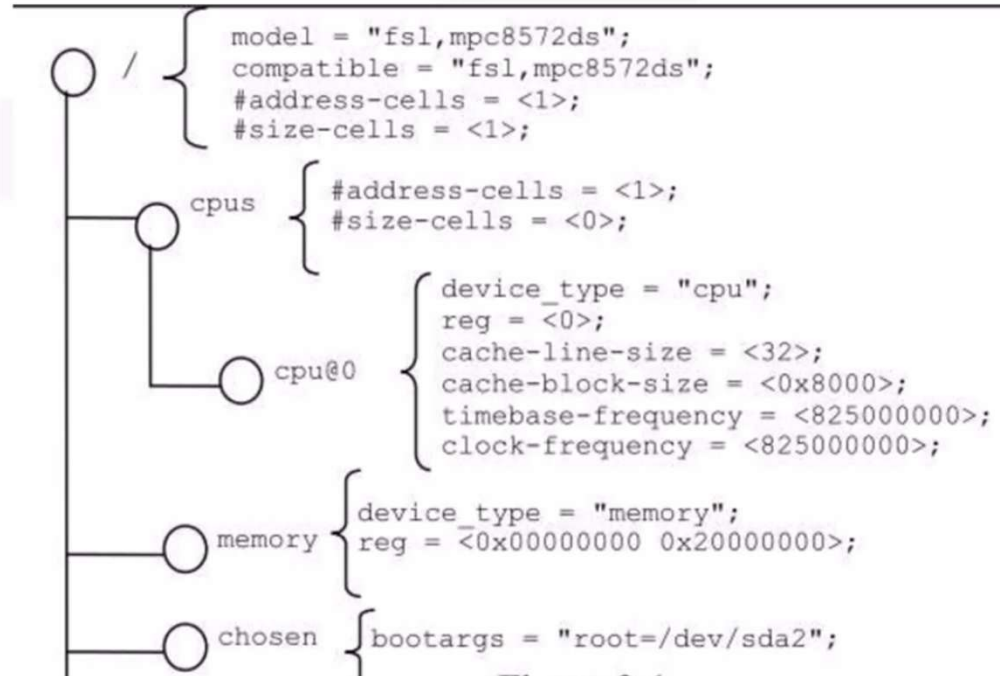 /
model = "fsl,mpc8572ds";
compatible = "fsl,mpc8572ds";
#address-cells = <1>;
#size-cells = <1>;
cpus
#address-cells = <1>;
#size-cells = <0>;
cpu@0
device_type = "cpu";
reg = <0>;
cache-line-size = <32>;
cache-block-size = <0x8000>;
timebase-frequency = <825000000>;
clock-frequency = <825000000>;
memory
device_type = "memory";
reg = <0x00000000 0x20000000>;
chosen
bootargs = "root=/dev/sda2";